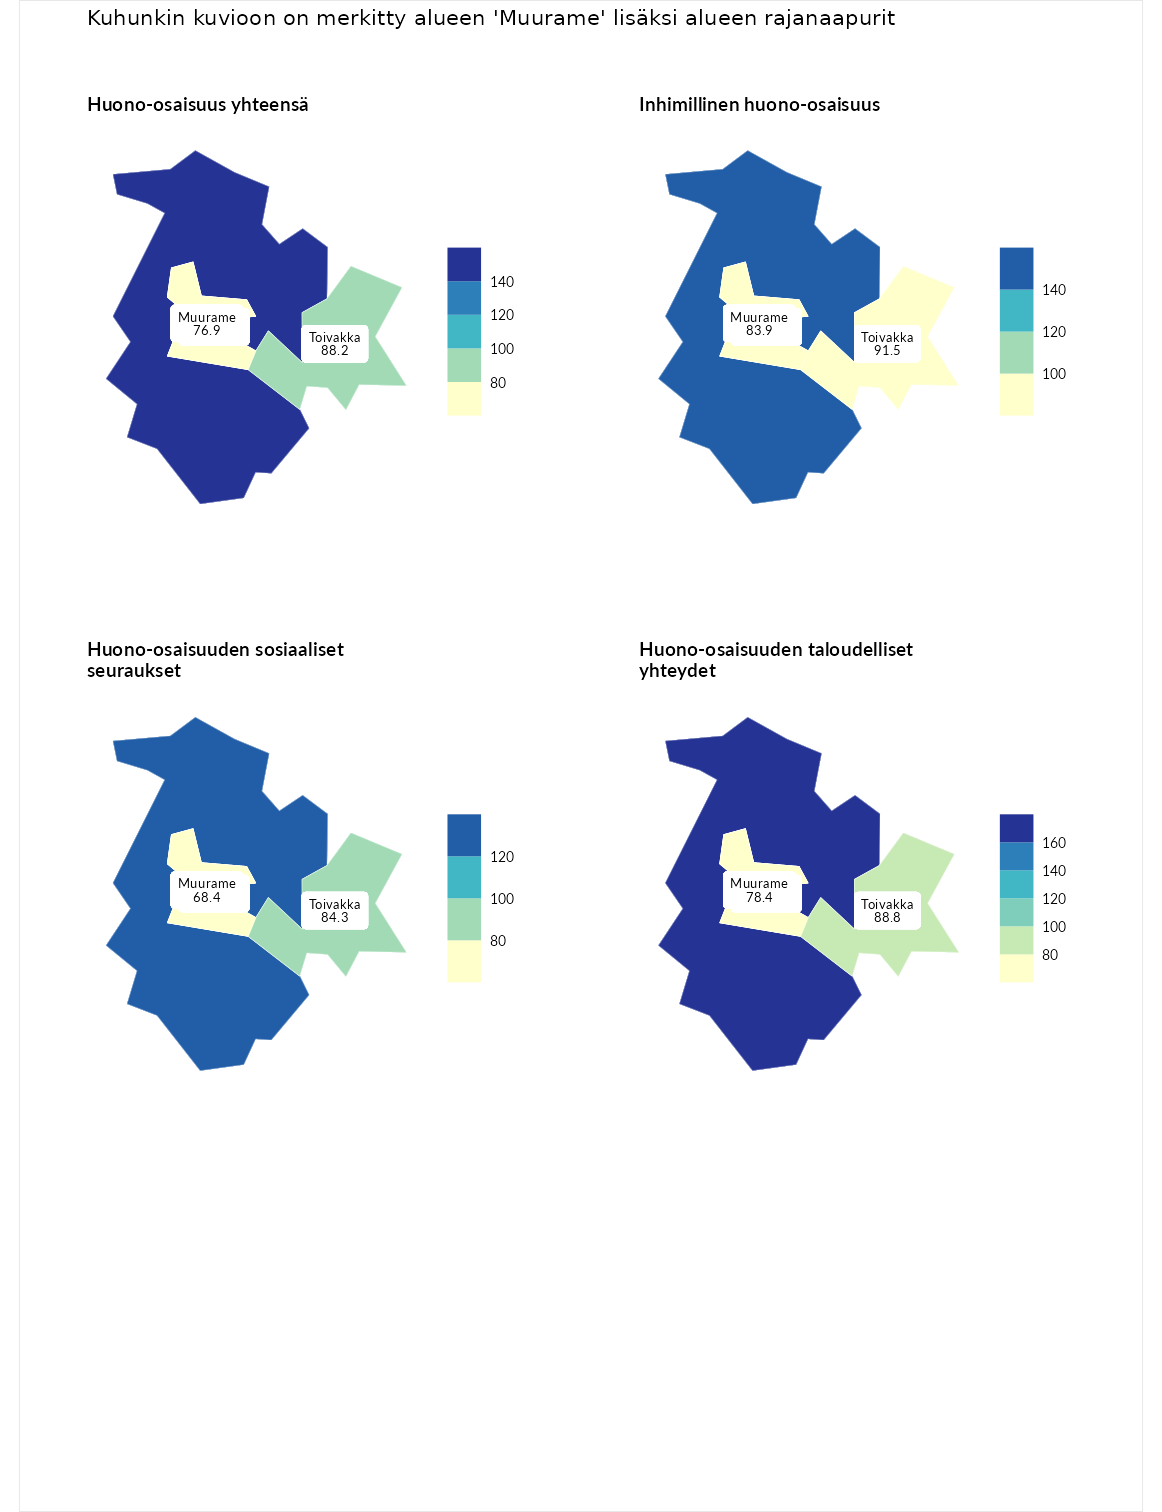 Kuhunkin kuvioon on merkitty alueen 'Muurame' lisäksi alueen rajanaapurit
Huono-osaisuus yhteensä
Muurame
76.9
Toivakka
88.2
140
120
100
80
Inhimillinen huono-osaisuus
Muurame
83.9
Toivakka
91.5
140
120
100
Huono-osaisuuden sosiaaliset
seuraukset
Muurame
68.4
Toivakka
84.3
120
100
80
Huono-osaisuuden taloudelliset
yhteydet
Muurame
78.4
Toivakka
88.8
160
140
120
100
80